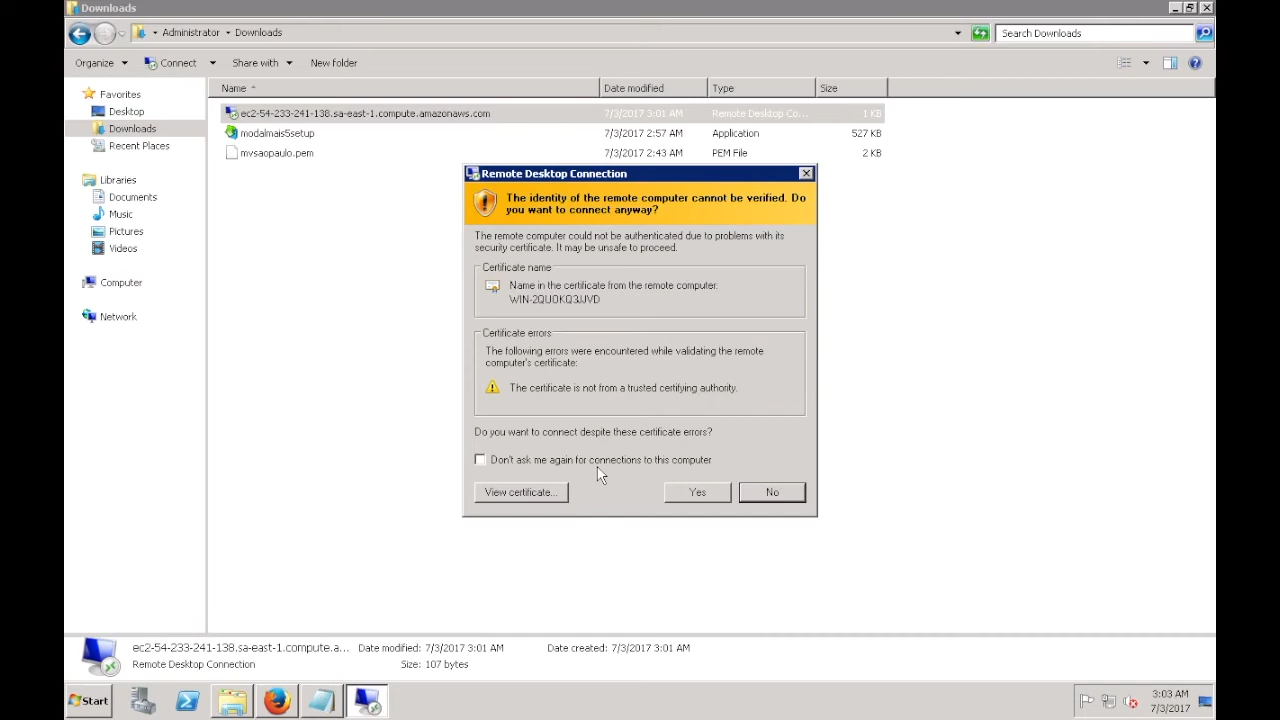 Downloads
Administrator
Downloads
Search Downloads
Organize
Connect
Share with
New folder
Favorites
Desktop
Downloads
Recent Places
Libraries
Documents
Music
Pictures
Videos
Computer
Network
Name Date modified Type Size
ec2-54-233-241-138.sa-east-1.compute.amazonaws.com 7/3/2017 3:01 AM Remote Desktop Co... 1 KB
modalmais5setup 7/3/2017 2:57 AM Application 527 KB
mvsaopaulo.pem 7/3/2017 2:43 AM PEM File 2 KB
Remote Desktop Connection
The identity of the remote computer cannot be verified. Do
you want to connect anyway?
The remote computer could not be authenticated due to problems with its
security certificate. It may be unsafe to proceed.
Certificate name
Name in the certificate from the remote computer:
WIN-2QU0KQ3JJVD
Certificate errors
The following errors were encountered while validating the remote
computer's certificate:
The certificate is not from a trusted certifying authority.
Do you want to connect despite these certificate errors?
Don't ask me again for connections to this computer
View certificate...
Yes
No
ec2-54-233-241-138.sa-east-1.compute.a... Date modified: 7/3/2017 3:01 AM Date created: 7/3/2017 3:01 AM
Remote Desktop Connection Size: 107 bytes
Start
3:03 AM
7/3/2017